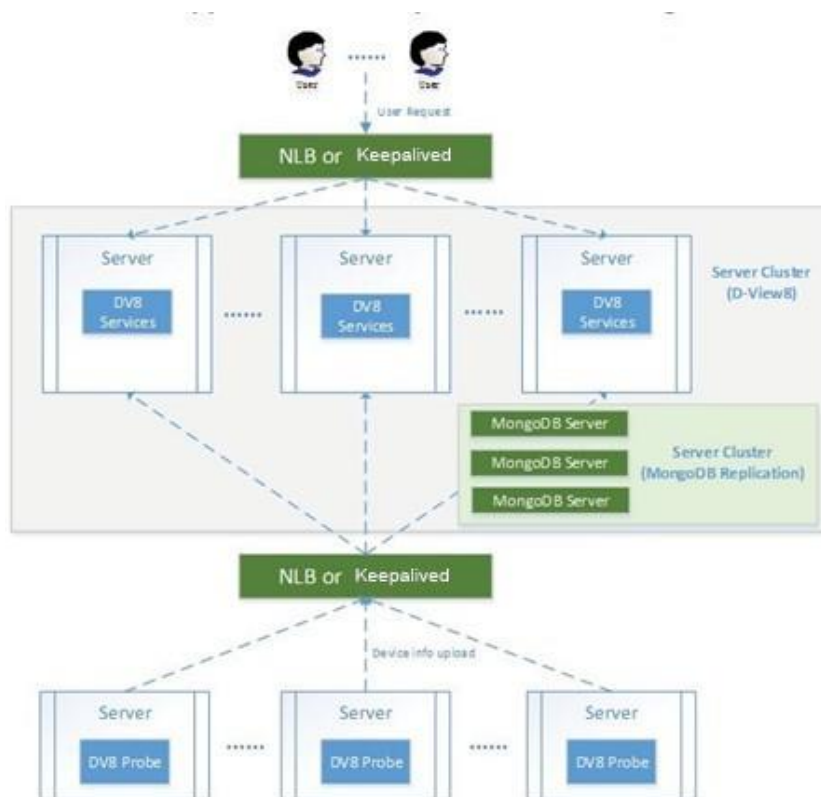 User
......
User
User Request
NLB or Keepalived
Server
Server
Server
Server Cluster
(D-View8)
DV8
Services
......
DV8
Services
......
DV8
Services
MongoDB Server
MongoDB Server
MongoDB Server
Server Cluster
(MongoDB Replication)
NLB or Keepalived
Device info upload
Server
Server
Server
DV8 Probe
......
DV8 Probe
......
DV8 Probe